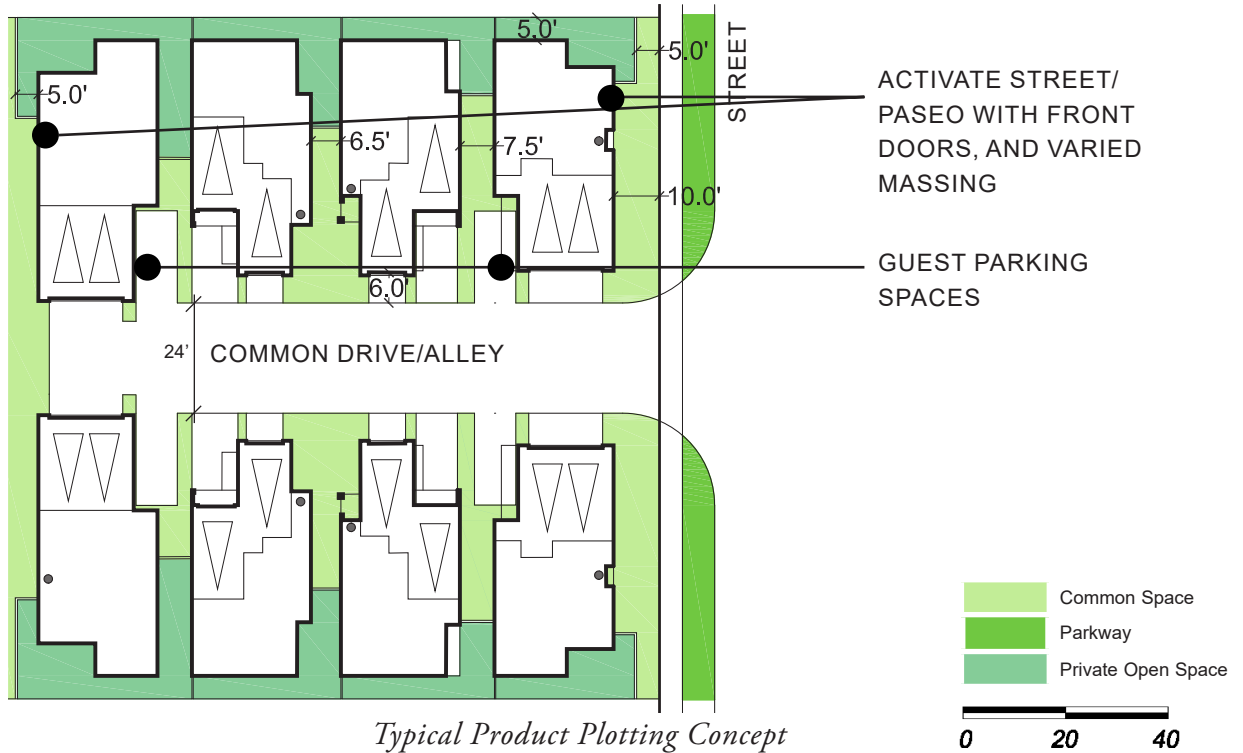 5.0'
5.0'
STREET
5.0'
ACTIVATE STREET/
PASEO WITH FRONT
DOORS, AND VARIED
MASSING
6.5'
7.5'
10.0'
GUEST PARKING
SPACES
6.0'
24’ COMMON DRIVE/ALLEY
Common Space
Parkway
Private Open Space
0 20 40
Typical Product Plotting Concept